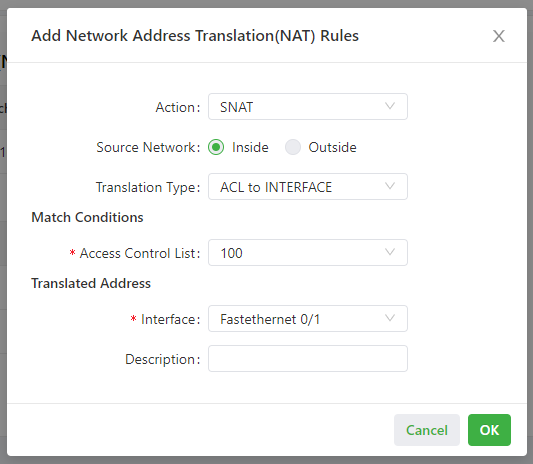 Add Network Address Translation(NAT) Rules
Action: SNAT
Source Network: Inside Outside
Translation Type: ACL to INTERFACE
Match Conditions
* Access Control List: 100
Translated Address
* Interface: Fastethernet 0/1
Description:
Cancel OK